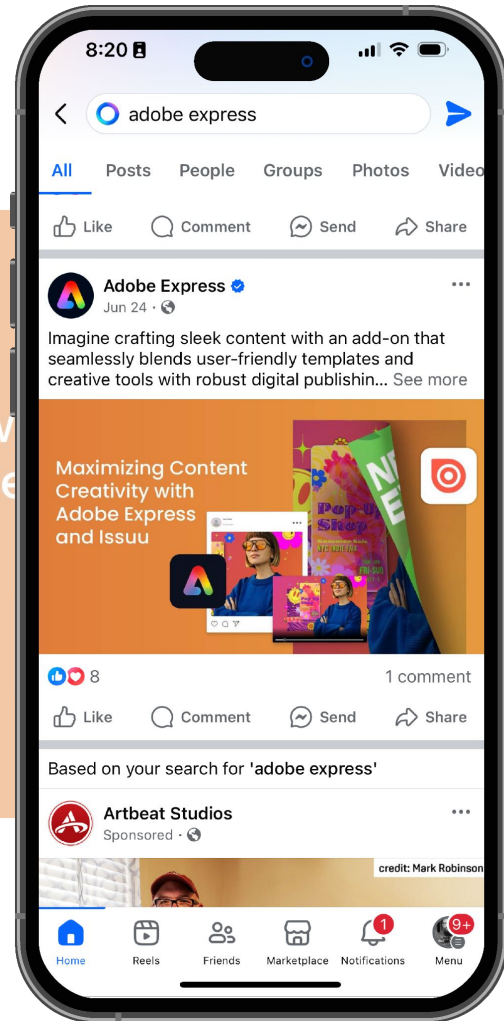 8:20
adobe express
All Posts People Groups Photos Video
Like Comment Send Share
Adobe Express
Jun 24 ·
Imagine crafting sleek content with an add-on that
seamlessly blends user-friendly templates and
creative tools with robust digital publishin... See more
Maximizing Content
Creativity with
Adobe Express
and Issuu
Pop-Up
Shop
8
1 comment
Like Comment Send Share
Based on your search for 'adobe express'
Artbeat Studios
Sponsored ·
credit: Mark Robinson
1
9+
Home Reels Friends Marketplace Notifications Menu